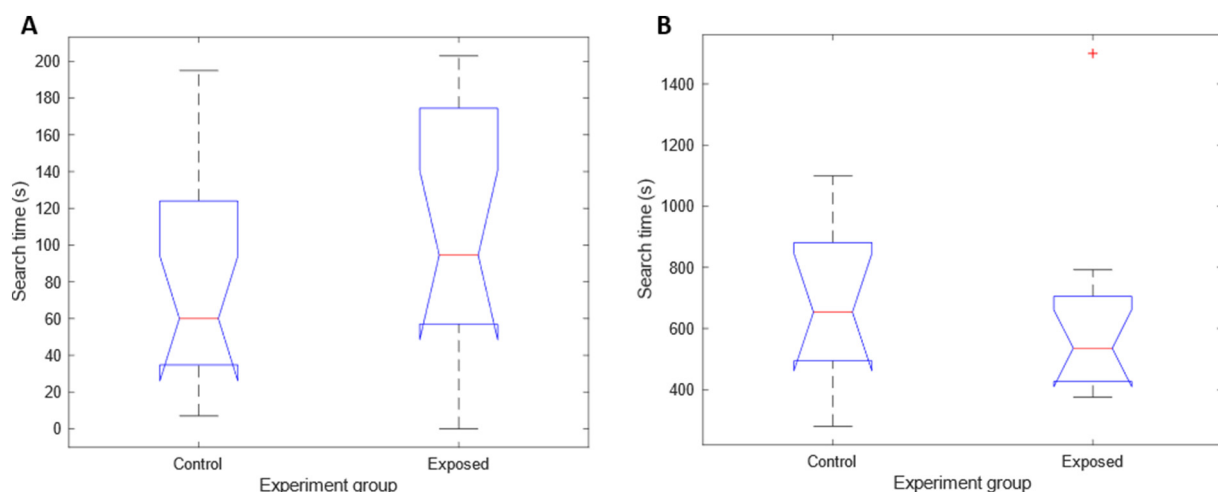 A
Search time (s)
200
180
160
140
120
100
80
60
40
20
0
Control
Exposed
Experiment group
B
Search time (s)
1400
1200
1000
800
600
400
Control
Exposed
Experiment group